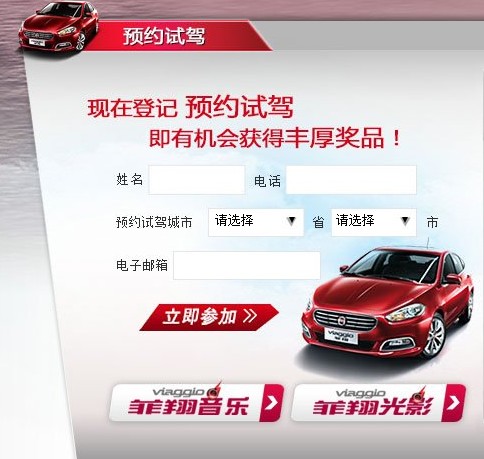 预约试驾
现在登记 预约试驾
即有机会获得丰厚奖品！
姓名 电话
预约试驾城市 请选择 省 请选择 市
电子邮箱
立即参加
viaggio
菲翔音乐
viaggio
菲翔光影